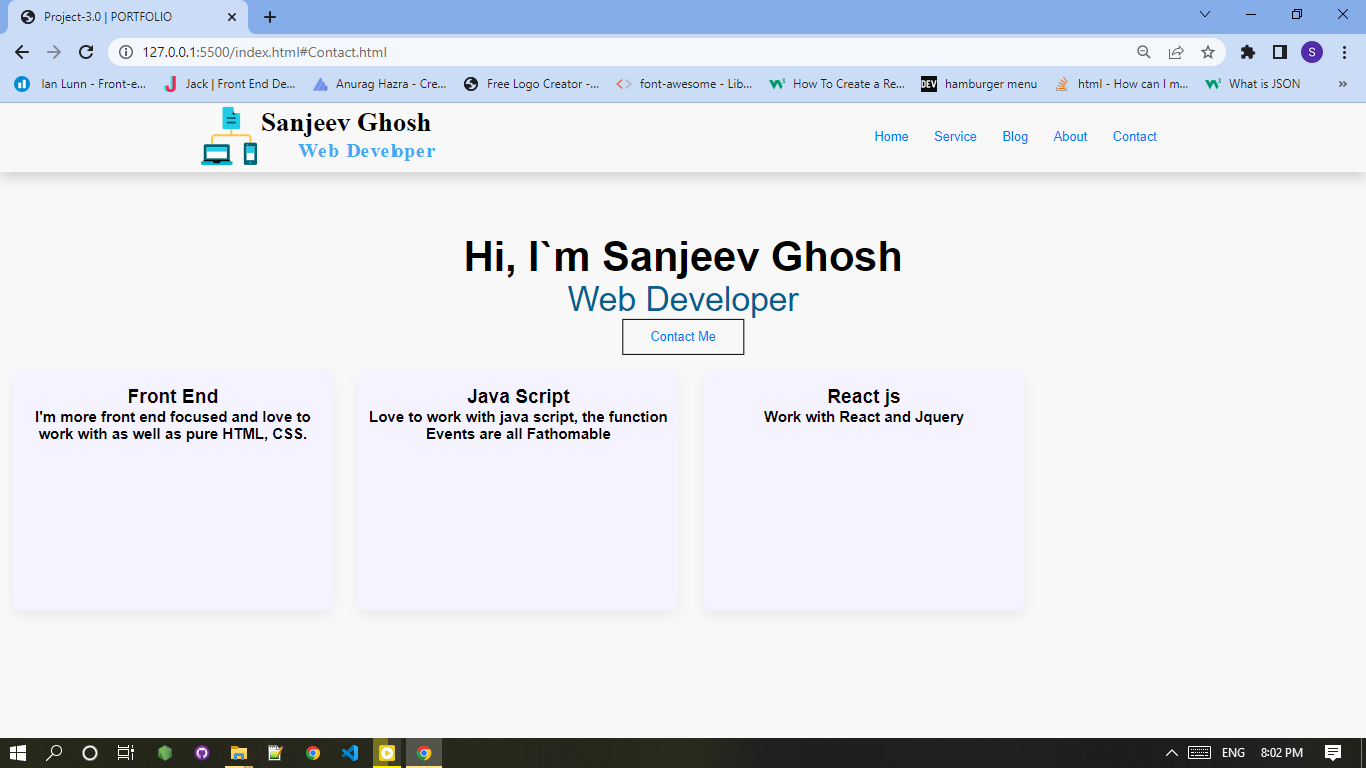 Project-3.0 | PORTFOLIO
127.0.0.1:5500/index.html#Contact.html
S
Ian Lunn - Front-e... Jack | Front End De... Anurag Hazra - Cre... Free Logo Creator -... font-awesome - Lib... How To Create a Re... DEV hamburger menu html - How can I m... What is JSON »
Sanjeev Ghosh
Web Developer
Home Service Blog About Contact
Hi, I`m Sanjeev Ghosh
Web Developer
Contact Me
Front End
I'm more front end focused and love to
work with as well as pure HTML, CSS.
Java Script
Love to work with java script, the function
Events are all Fathomable
React js
Work with React and Jquery
ENG 8:02 PM